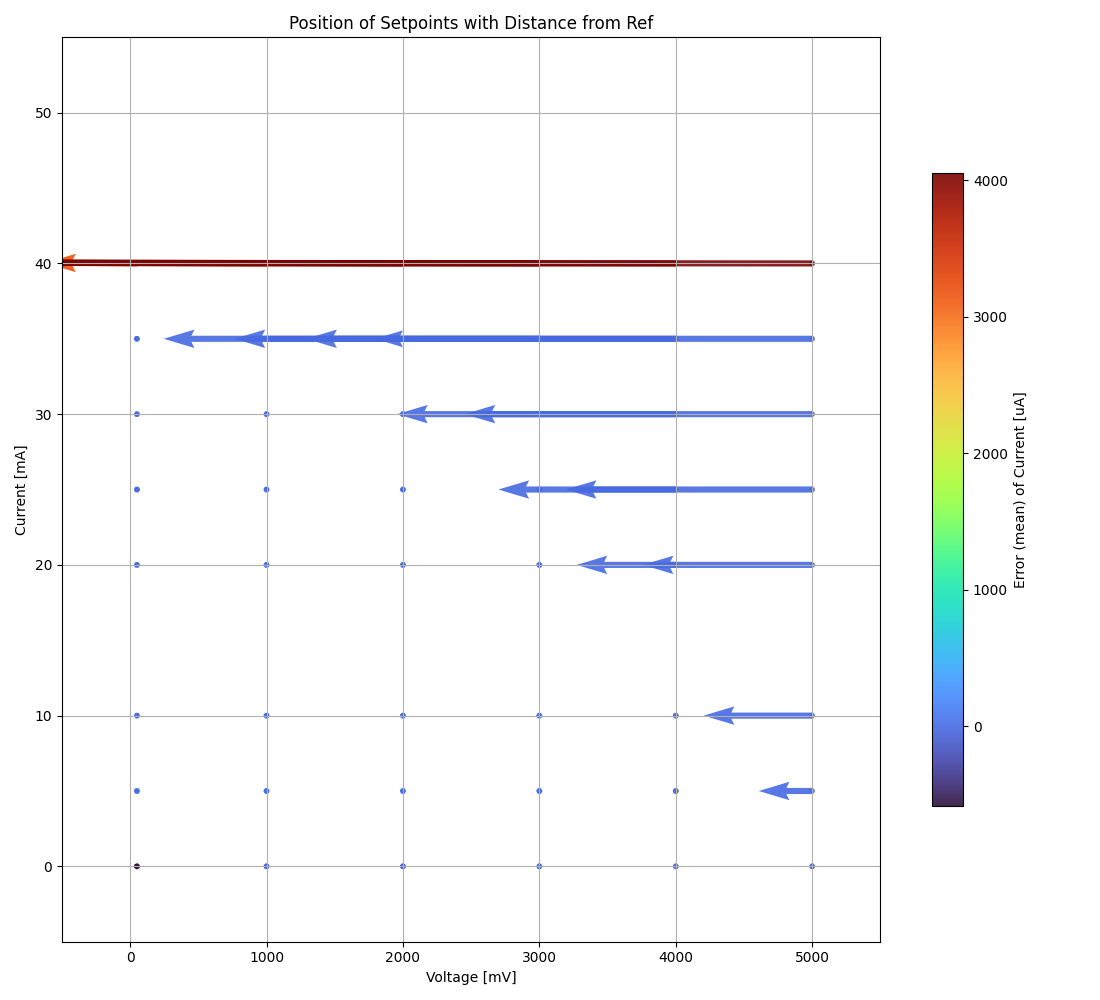 Position of Setpoints with Distance from Ref
50
40
30
20
10
0
Current [mA]
0 1000 2000 3000 4000 5000
Voltage [mV]
4000
3000
2000
1000
0
Error (mean) of Current [uA]